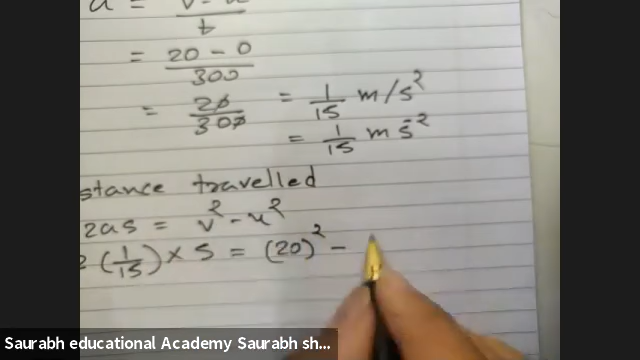 a = v - u / t
= 20 - 0 / 300
= 20 / 300 = 1/15 m/s²
= 1/15 m s⁻²
stance travelled
2as = v² - u²
2 (1/15) × S = (20)² -
Saurabh educational Academy Saurabh sh...